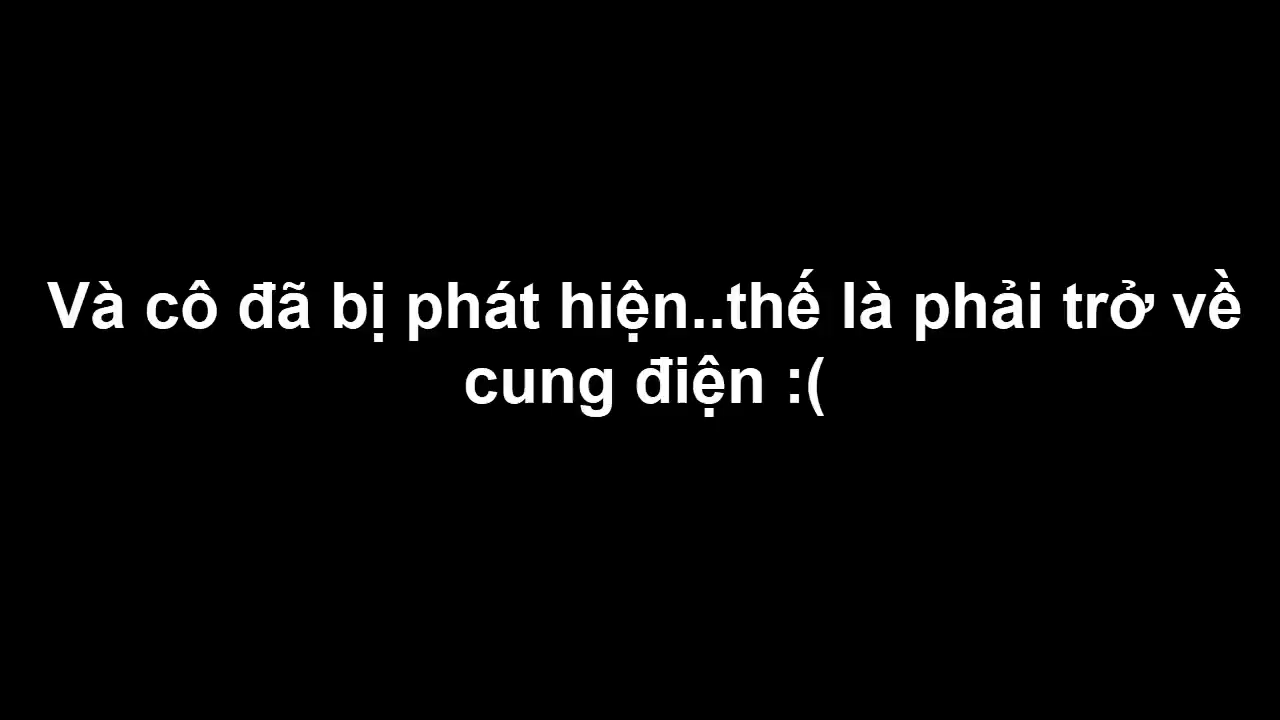 Và cô đã bị phát hiện..thế là phải trở về
cung điện :(